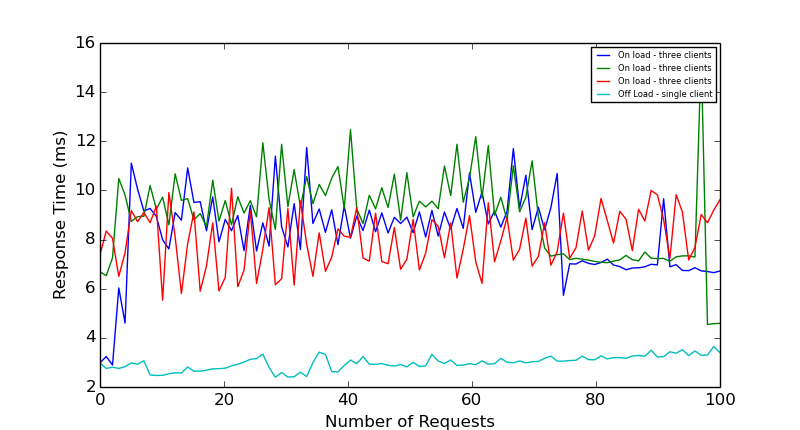 16
14
12
10
8
6
4
2
Response Time (ms)
On load - three clients
On load - three clients
On load - three clients
Off Load - single client
0 20 40 60 80 100
Number of Requests